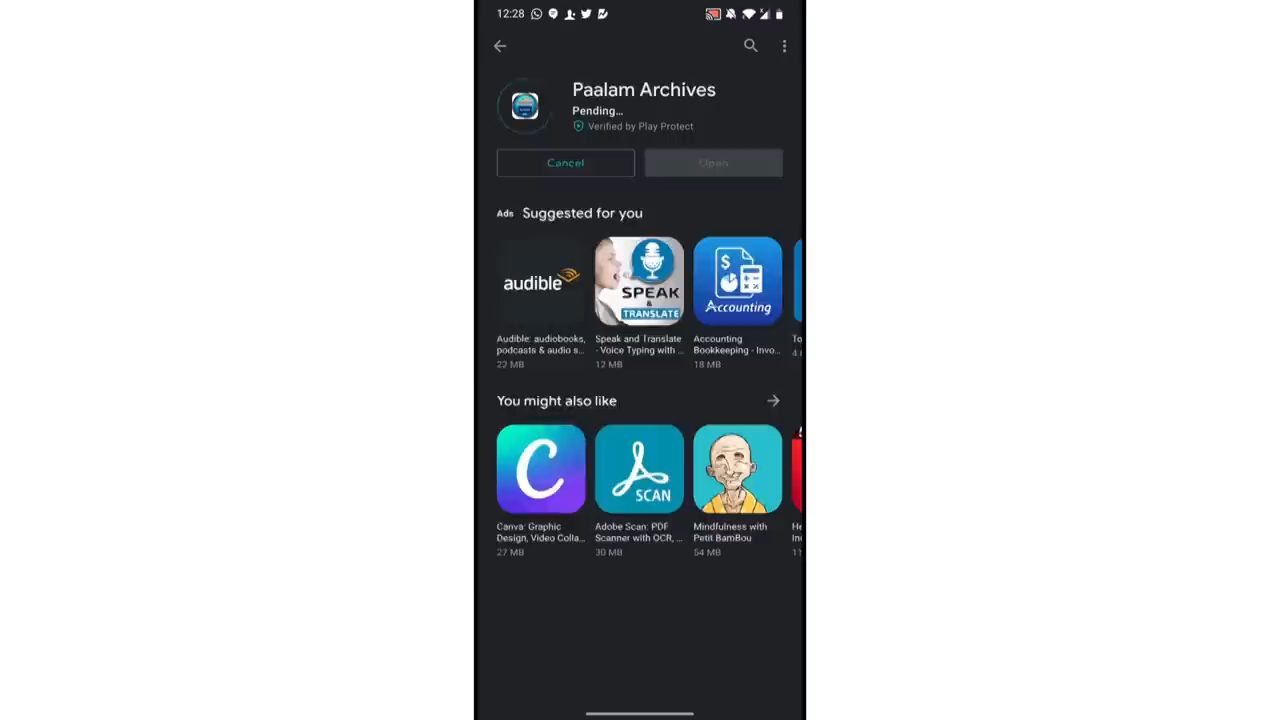 12:28
Paalam Archives
Pending...
Verified by Play Protect
Cancel
Open
Ads Suggested for you
audible
SPEAK
&
TRANSLATE
$
Accounting
Audible: audiobooks,
podcasts & audio s...
22 MB
Speak and Translate
- Voice Typing with ...
12 MB
Accounting
Bookkeeping - Invo...
18 MB
You might also like
C
SCAN
Canva: Graphic
Design, Video Colla...
27 MB
Adobe Scan: PDF
Scanner with OCR, ...
30 MB
Mindfulness with
Petit BamBou
64 MB